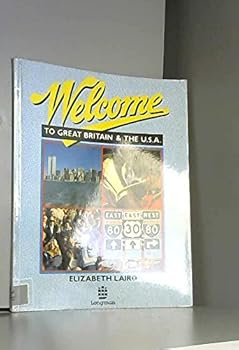 Welcome
TO GREAT BRITAIN & THE U.S.A.
EAST EAST WEST
80 30 80
ELIZABETH LAIRD
Longman